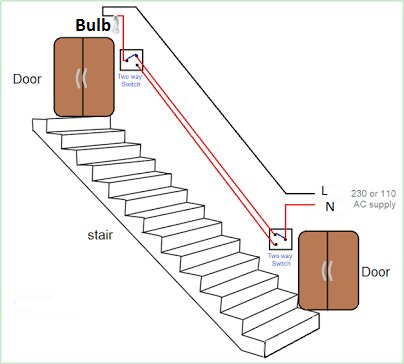 Bulb
Door
Two way
Switch
L
230 or 110
N
AC supply
stair
Two way
Switch
Door